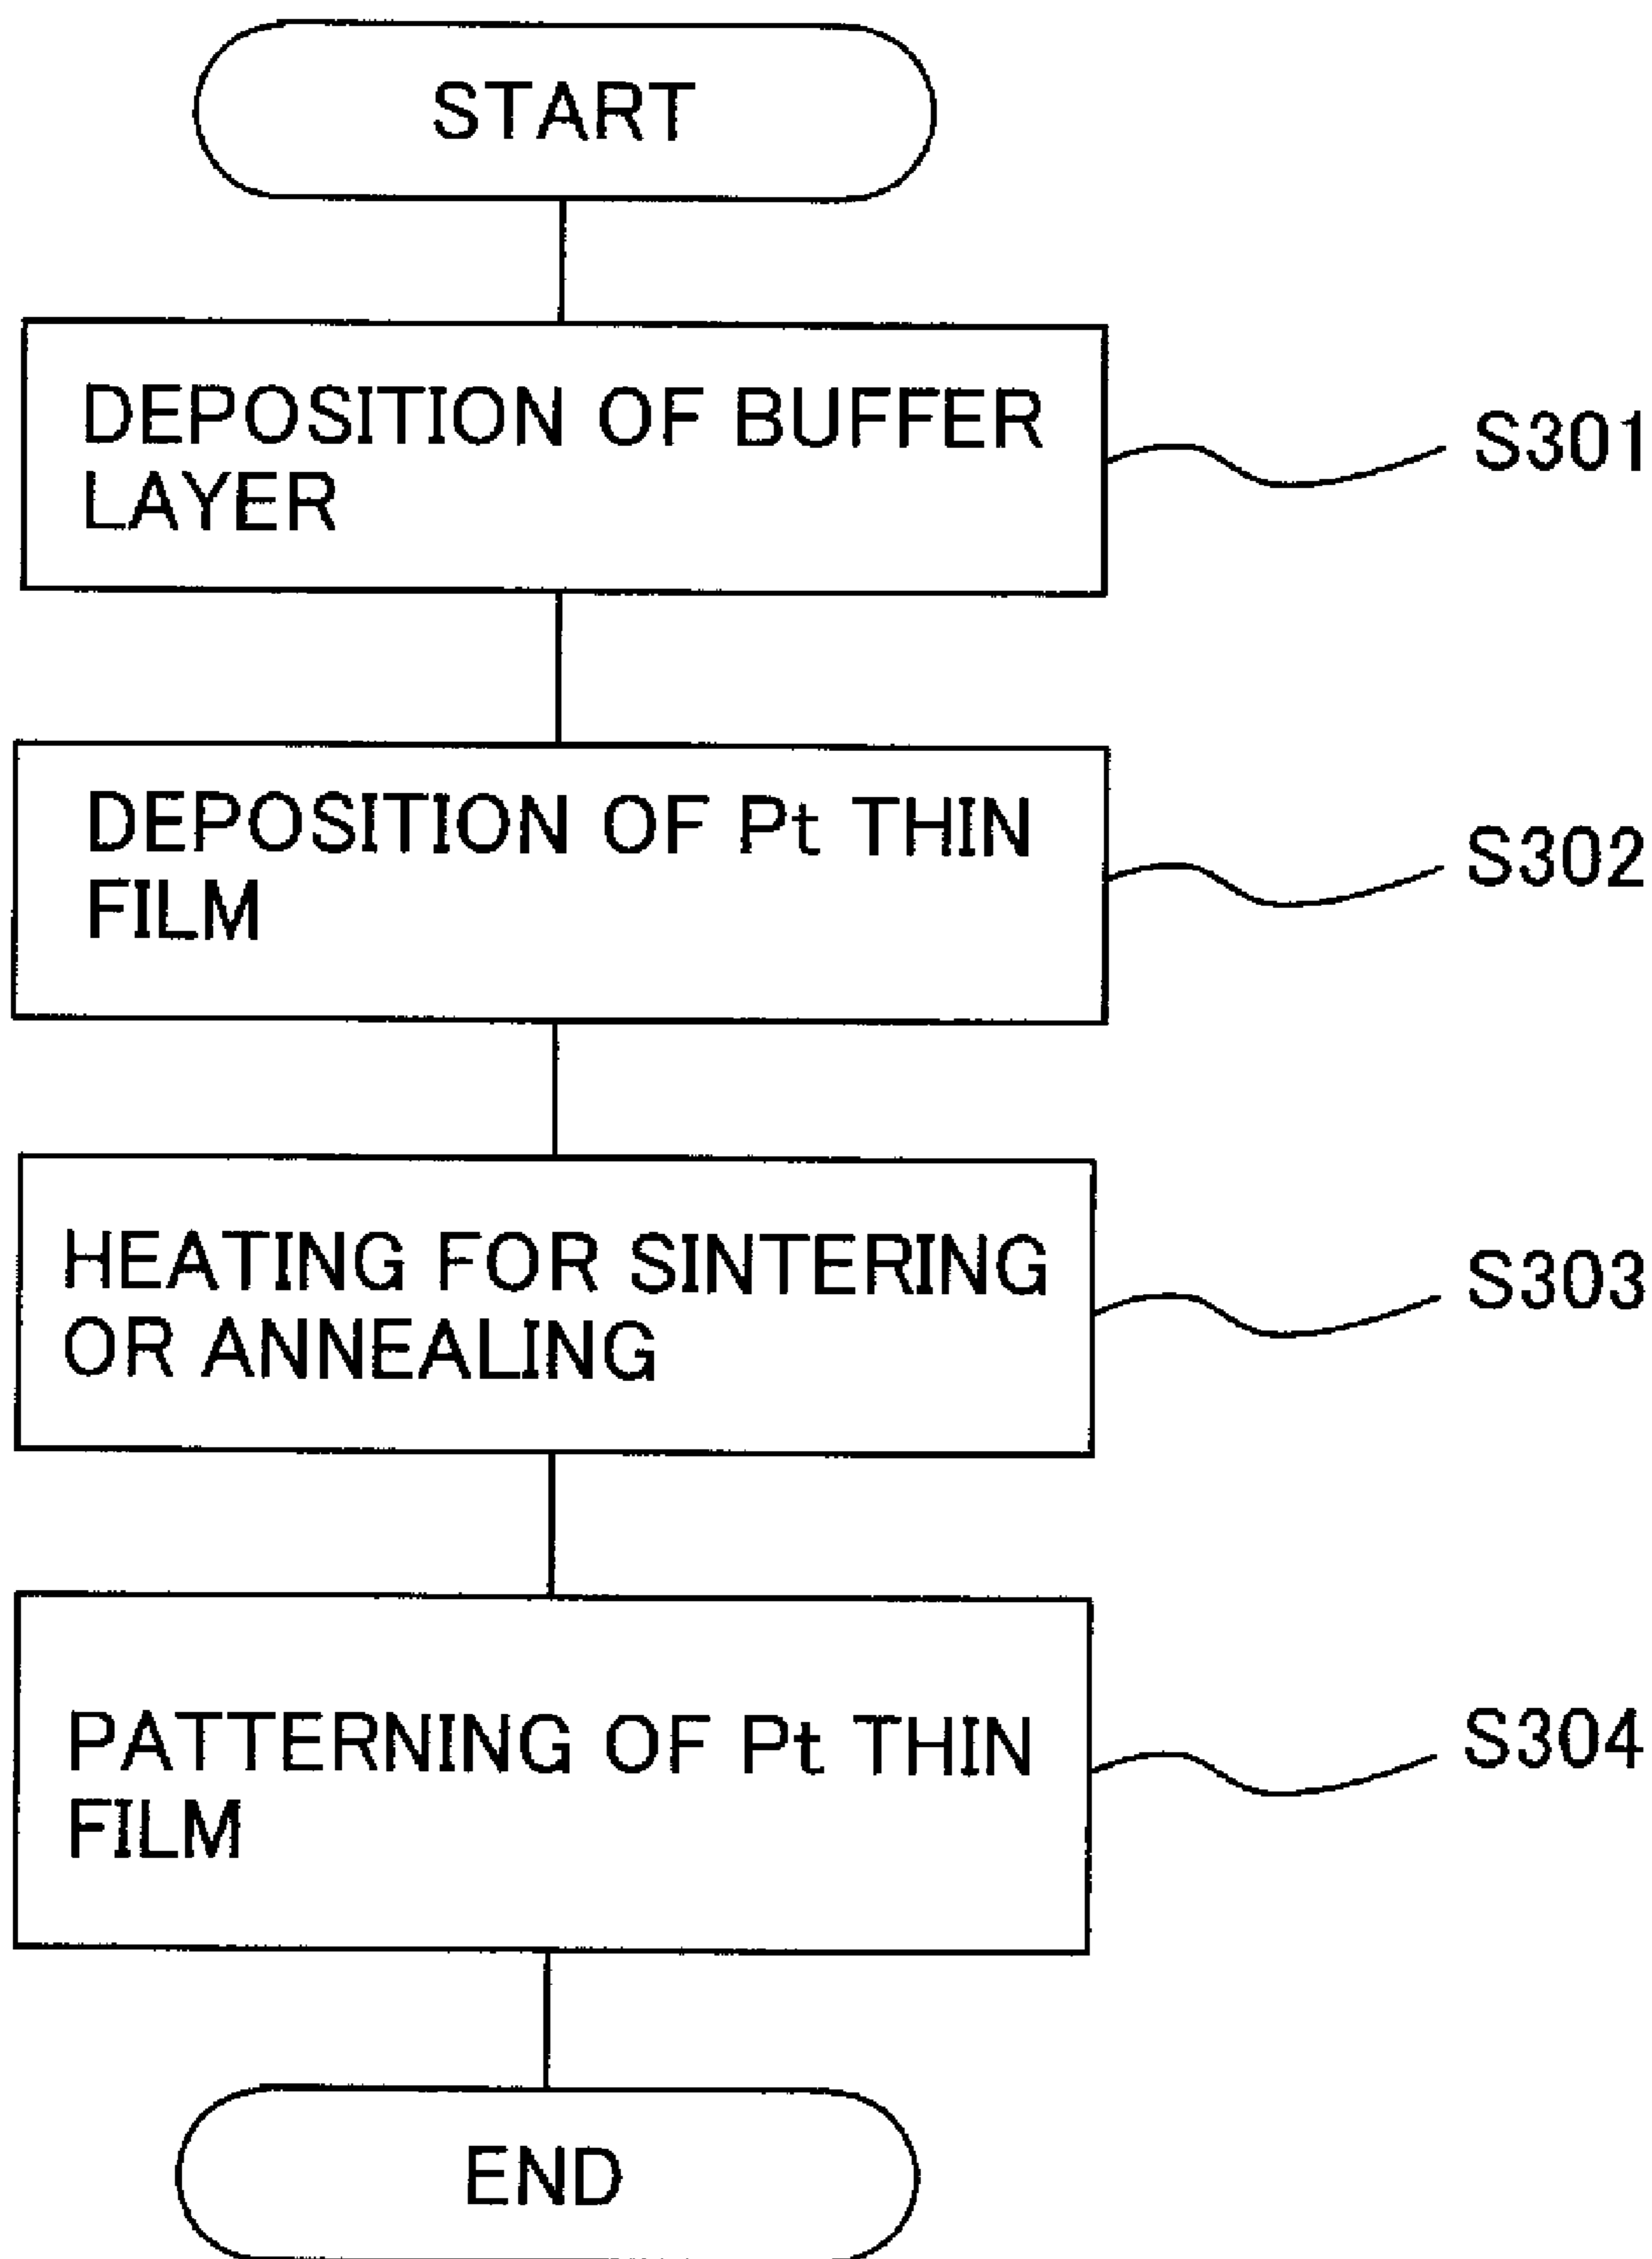 START
DEPOSITION OF BUFFER
LAYER
S301
DEPOSITION OF Pt THIN
FILM
S302
HEATING FOR SINTERING
OR ANNEALING
S303
PATTERNING OF Pt THIN
FILM
S304
END